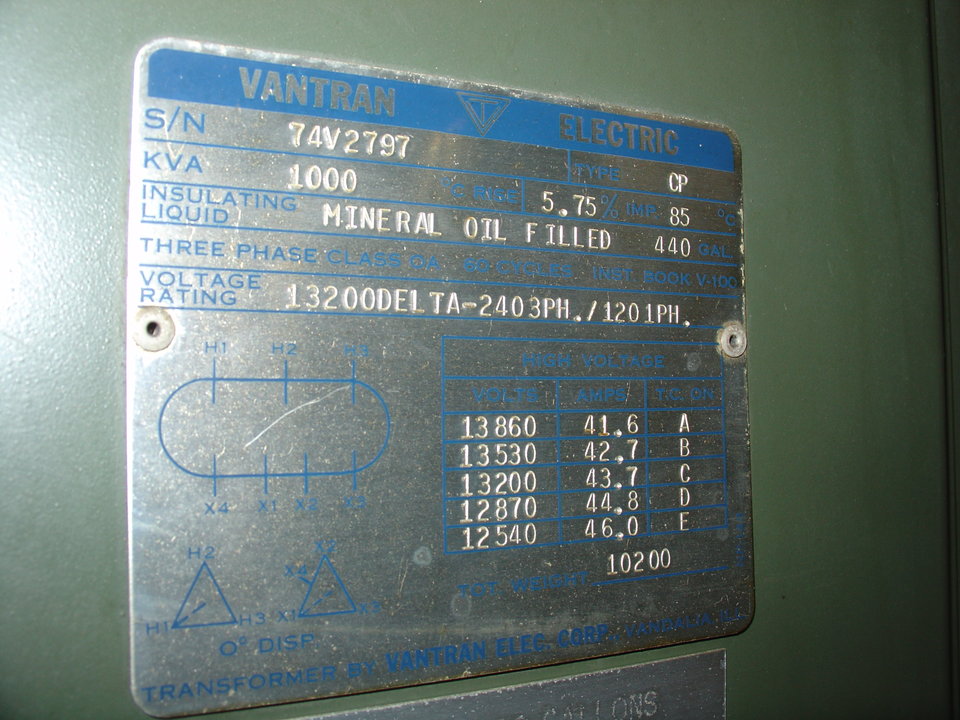 VANTRAN ELECTRIC
S/N 74V2797 TYPE CP
KVA 1000 °C RISE 5.75% IMP. 85 °C
INSULATING LIQUID MINERAL OIL FILLED 440 GAL.
THREE PHASE CLASS OA, 60 CYCLES INST. BOOK V-100
VOLTAGE RATING 13200DELTA-2403PH./1201PH.
H1 H2 H3
HIGH VOLTAGE
VOLTS AMPS T.C. ON
13860 41.6 A
13530 42.7 B
13200 43.7 C
12870 44.8 D
12540 46.0 E
X4 X1 X2 X3
TOT. WEIGHT 10200
H2 X2
X4
H1 H3 X1 X3
0° DISP.
TRANSFORMER BY VANTRAN ELEC. CORP., VANDALIA, ILL.
GALLONS